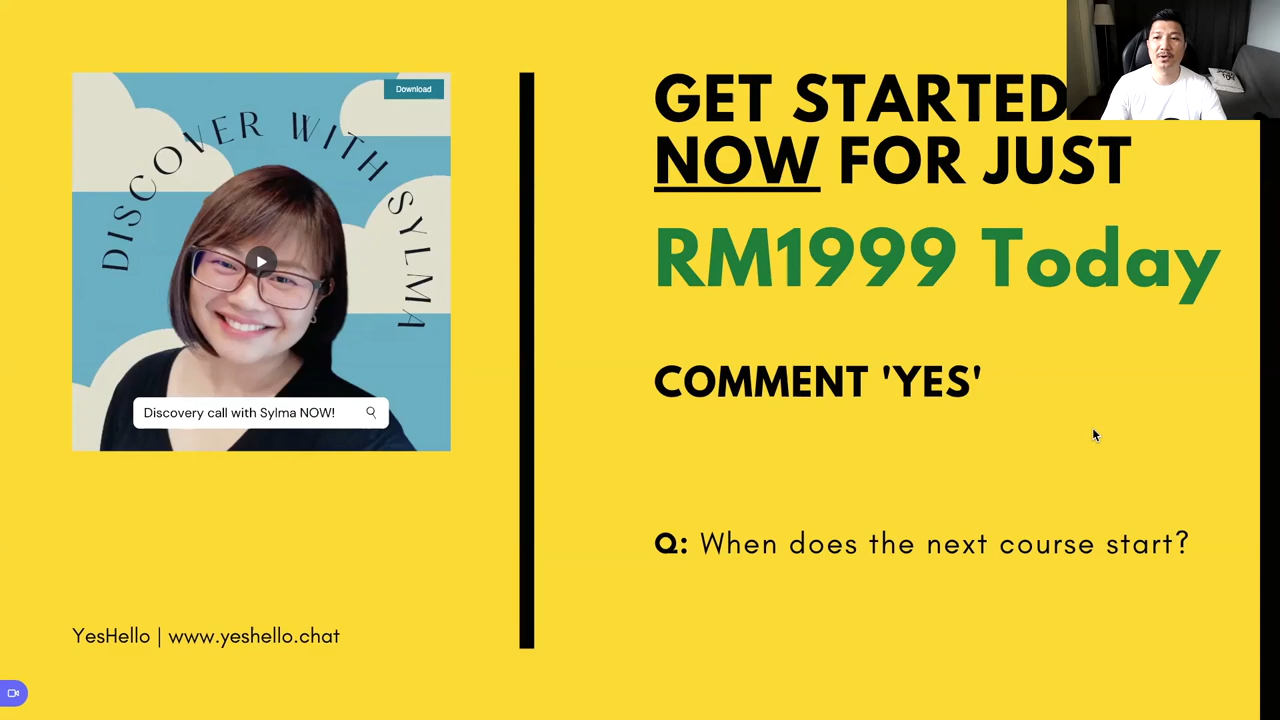 Download
DISCOVER WITH SYLMA
Discovery call with Sylma NOW!
YesHello | www.yeshello.chat
GET STARTED
NOW FOR JUST
RM1999 Today
COMMENT 'YES'
Q: When does the next course start?